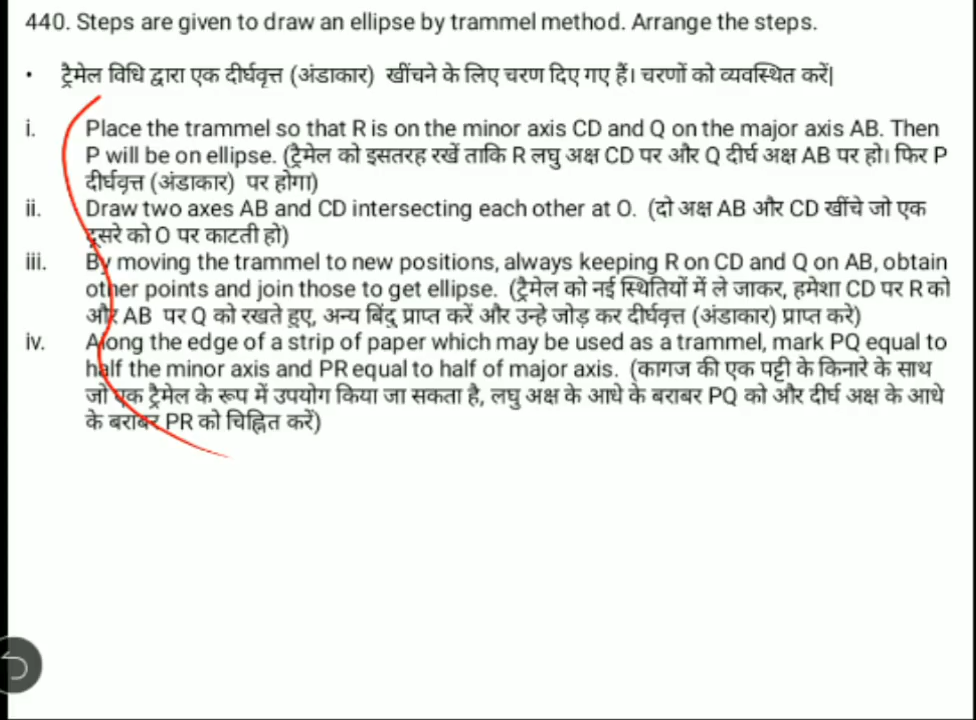 440. Steps are given to draw an ellipse by trammel method. Arrange the steps.
• ट्रैमेल विधि द्वारा एक दीर्घवृत्त (अंडाकार) खींचने के लिए चरण दिए गए हैं। चरणों को व्यवस्थित करें|
i. Place the trammel so that R is on the minor axis CD and Q on the major axis AB. Then
P will be on ellipse. (ट्रैमेल को इसतरह रखें ताकि R लघु अक्ष CD पर और Q दीर्घ अक्ष AB पर हो। फिर P
दीर्घवृत्त (अंडाकार) पर होगा)
ii. Draw two axes AB and CD intersecting each other at O. (दो अक्ष AB और CD खींचे जो एक
दूसरे को O पर काटती हो)
iii. By moving the trammel to new positions, always keeping R on CD and Q on AB, obtain
other points and join those to get ellipse. (ट्रैमेल को नई स्थितियों में ले जाकर, हमेशा CD पर R को
और AB पर Q को रखते हुए, अन्य बिंदु प्राप्त करें और उन्हे जोड़ कर दीर्घवृत्त (अंडाकार) प्राप्त करे)
iv. Along the edge of a strip of paper which may be used as a trammel, mark PQ equal to
half the minor axis and PR equal to half of major axis. (कागज की एक पट्टी के किनारे के साथ
जो एक ट्रैमेल के रूप में उपयोग किया जा सकता है, लघु अक्ष के आधे के बराबर PQ को और दीर्घ अक्ष के आधे
के बराबर PR को चिह्नित करें)